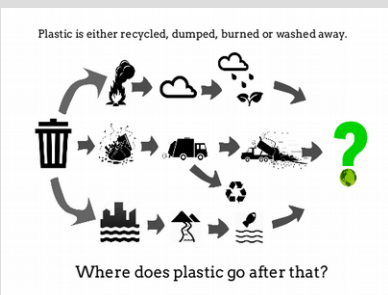 Plastic is either recycled, dumped, burned or washed away.
?
Where does plastic go after that?